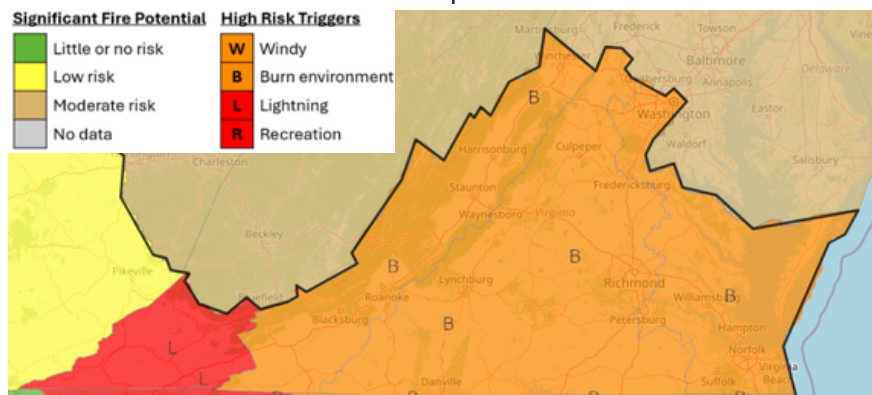 Significant Fire Potential
High Risk Triggers
Little or no risk
W Windy
Low risk
B Burn environment
Moderate risk
L Lightning
No data
R Recreation
Frederick
Towson
Winchester
Baltimore
Delaware
Annapolis
B
Easton
Washington
Harrisonburg
Culpeper
Waldorf
Charleston
Salisbury
Staunton
Fredericksburg
Waynesboro
Virginia
Beckley
B
B
Pikeville
Lynchburg
Richmond
Bluefield
Roanoke
Williamsburg
B
Blacksburg
B
Petersburg
Hampton
L
Norfolk
L
Virginia
Danville
Suffolk
Beach
B
B
B
B